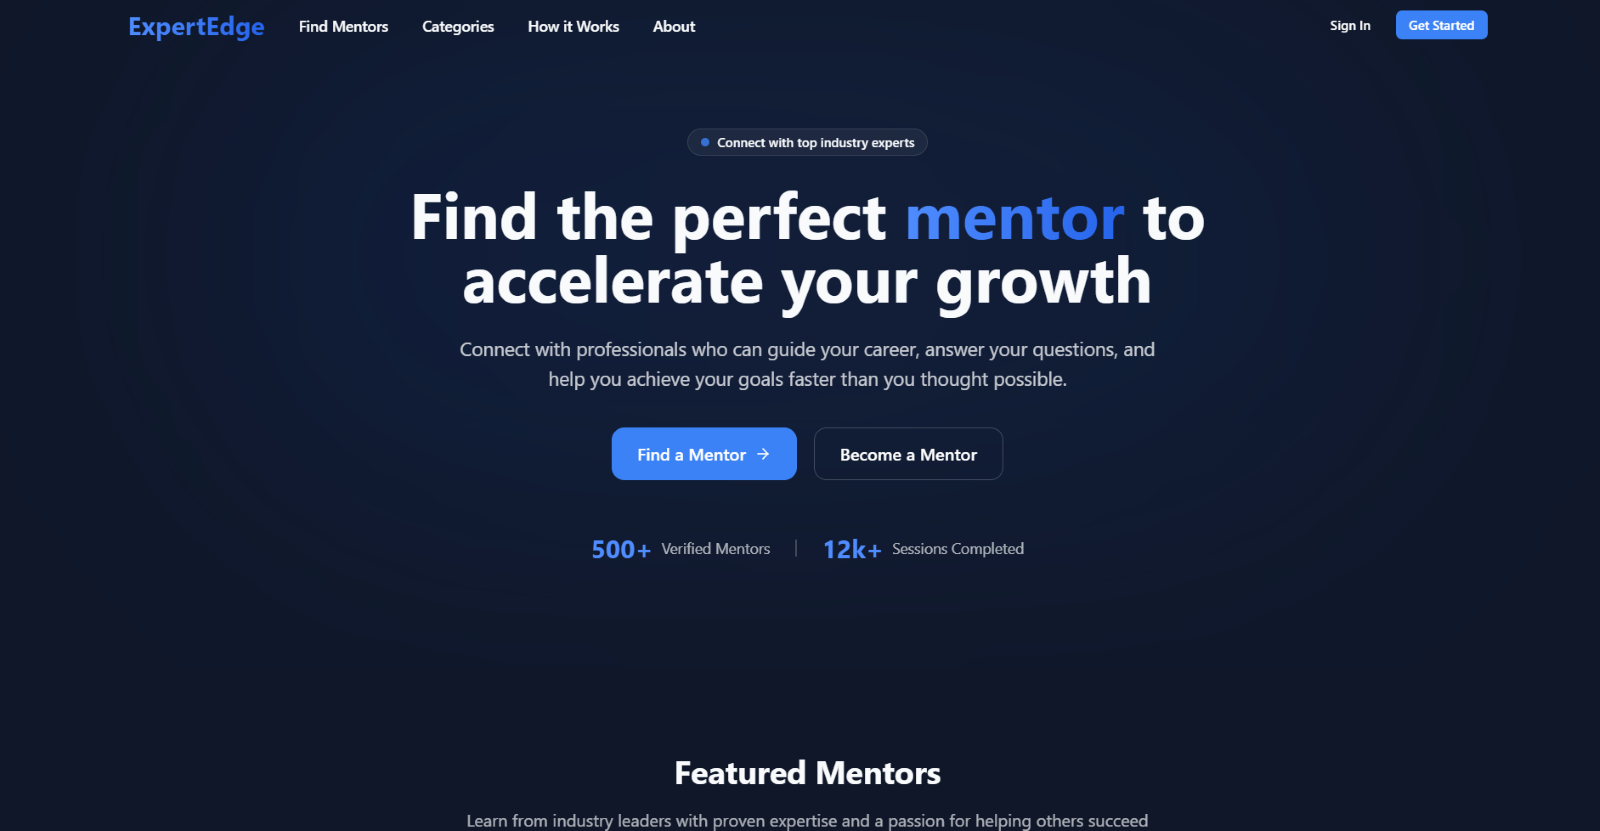 ExpertEdge Find Mentors Categories How it Works About Sign In Get Started
Connect with top industry experts
Find the perfect mentor to
accelerate your growth
Connect with professionals who can guide your career, answer your questions, and
help you achieve your goals faster than you thought possible.
Find a Mentor → Become a Mentor
500+ Verified Mentors | 12k+ Sessions Completed
Featured Mentors
Learn from industry leaders with proven expertise and a passion for helping others succeed